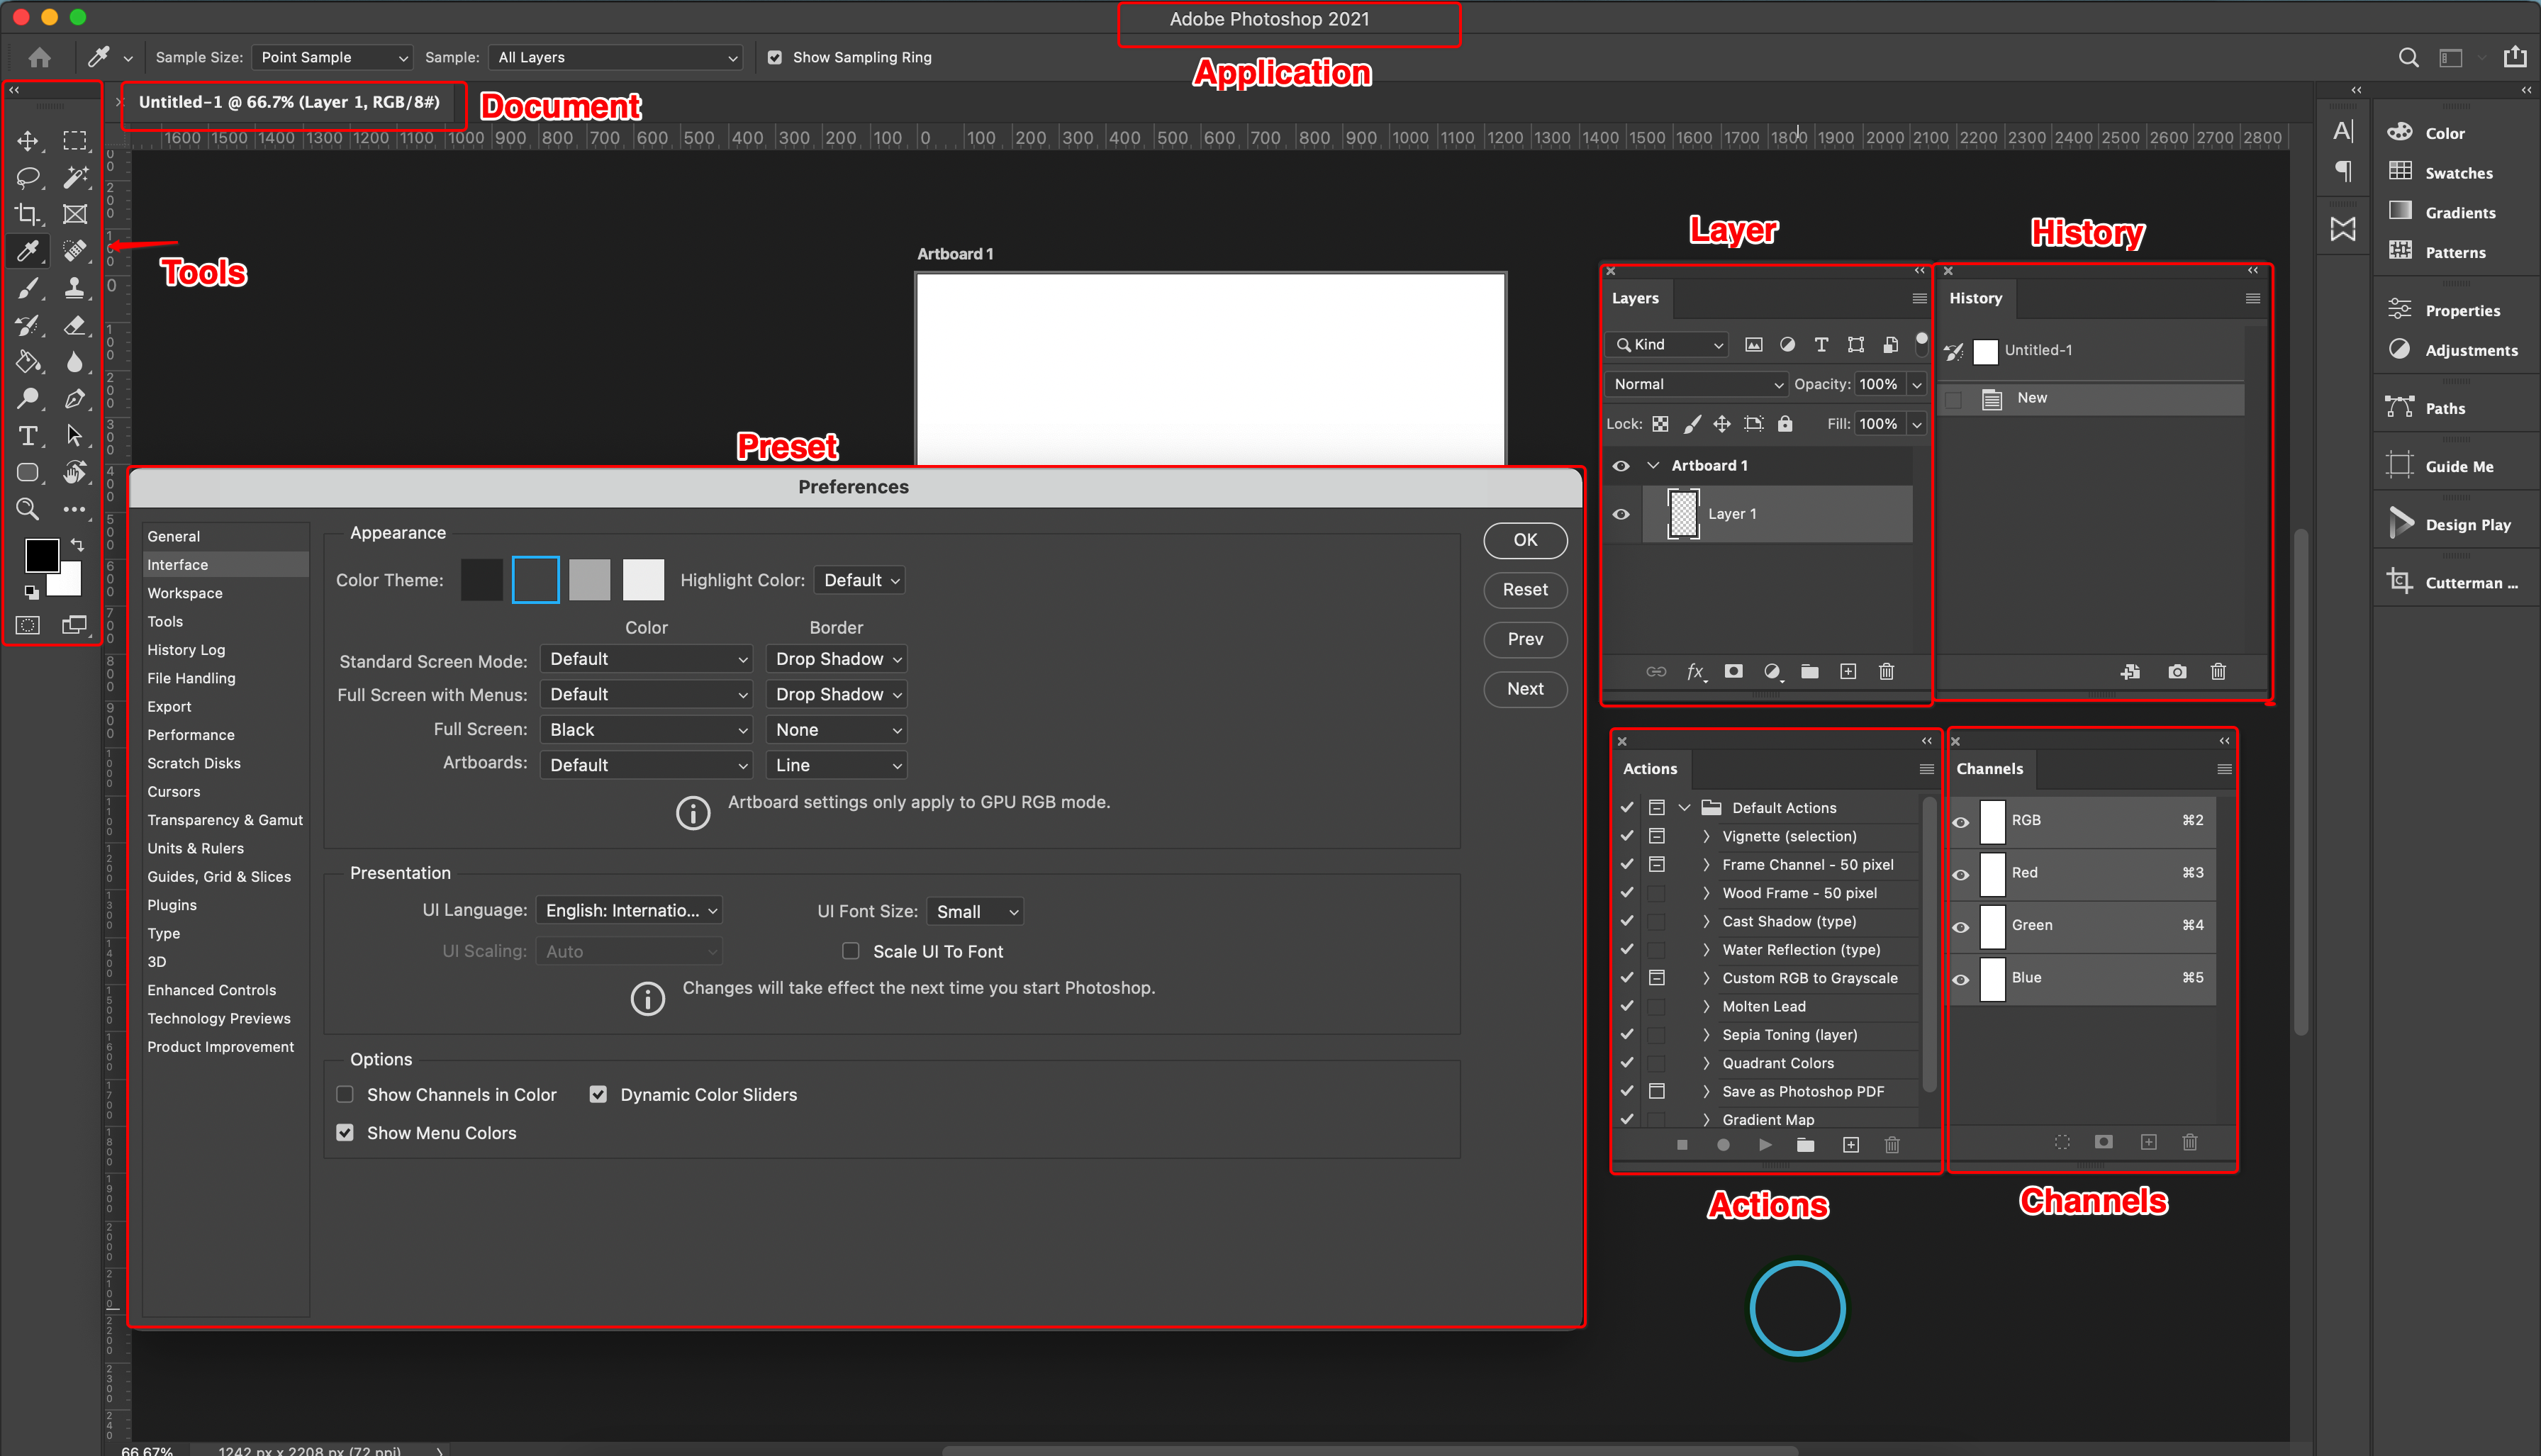 Adobe Photoshop 2021
Sample Size: Point Sample Sample: All Layers Show Sampling Ring
Application
Untitled-1 @ 66.7% (Layer 1, RGB/8#)
Document
1600 1500 1400 1300 1200 1100 1000 900 800 700 600 500 400 300 200 100 0 100 200 300 400 500 600 700 800 900 1000 1100 1200 1300 1400 1500 1600 1700 1800 1900 2000 2100 2200 2300 2400 2500 2600 2700 2800
Tools
Artboard 1
Preset
Preferences
General
Interface
Workspace
Tools
History Log
File Handling
Export
Performance
Scratch Disks
Cursors
Transparency & Gamut
Units & Rulers
Guides, Grid & Slices
Plugins
Type
3D
Enhanced Controls
Technology Previews
Product Improvement
Appearance
Color Theme: Highlight Color: Default
Color Border
Standard Screen Mode: Default Drop Shadow
Full Screen with Menus: Default Drop Shadow
Full Screen: Black None
Artboards: Default Line
Artboard settings only apply to GPU RGB mode.
Presentation
UI Language: English: Internatio... UI Font Size: Small
UI Scaling: Auto Scale UI To Font
Changes will take effect the next time you start Photoshop.
Options
Show Channels in Color Dynamic Color Sliders
Show Menu Colors
OK
Reset
Prev
Next
Layer
Layers
Kind
Normal Opacity: 100%
Lock: Fill: 100%
Artboard 1
Layer 1
fx
History
History
Untitled-1
New
Actions
Default Actions
Vignette (selection)
Frame Channel - 50 pixel
Wood Frame - 50 pixel
Cast Shadow (type)
Water Reflection (type)
Custom RGB to Grayscale
Molten Lead
Sepia Toning (layer)
Quadrant Colors
Save as Photoshop PDF
Gradient Map
Actions
Channels
RGB ⌘2
Red ⌘3
Green ⌘4
Blue ⌘5
Channels
Color
Swatches
Gradients
Patterns
Properties
Adjustments
Paths
Guide Me
Design Play
Cutterman ...
66.67% 1242 px x 2208 px (72 ppi)